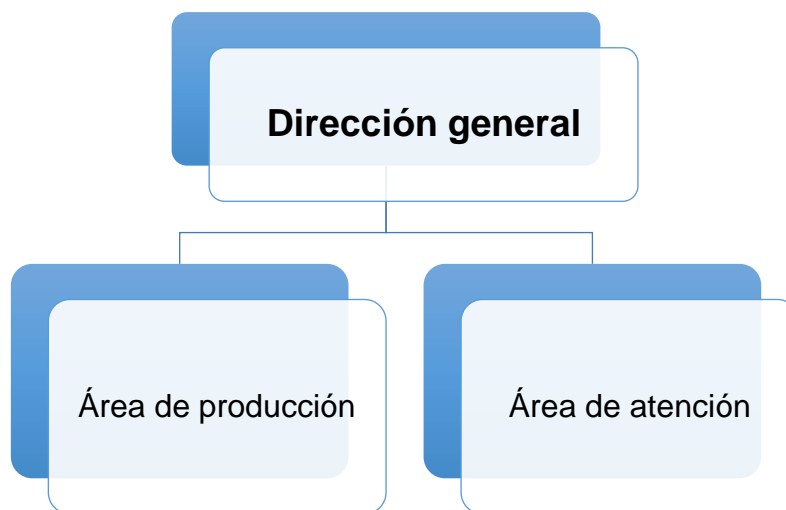 Dirección general
Área de producción
Área de atención